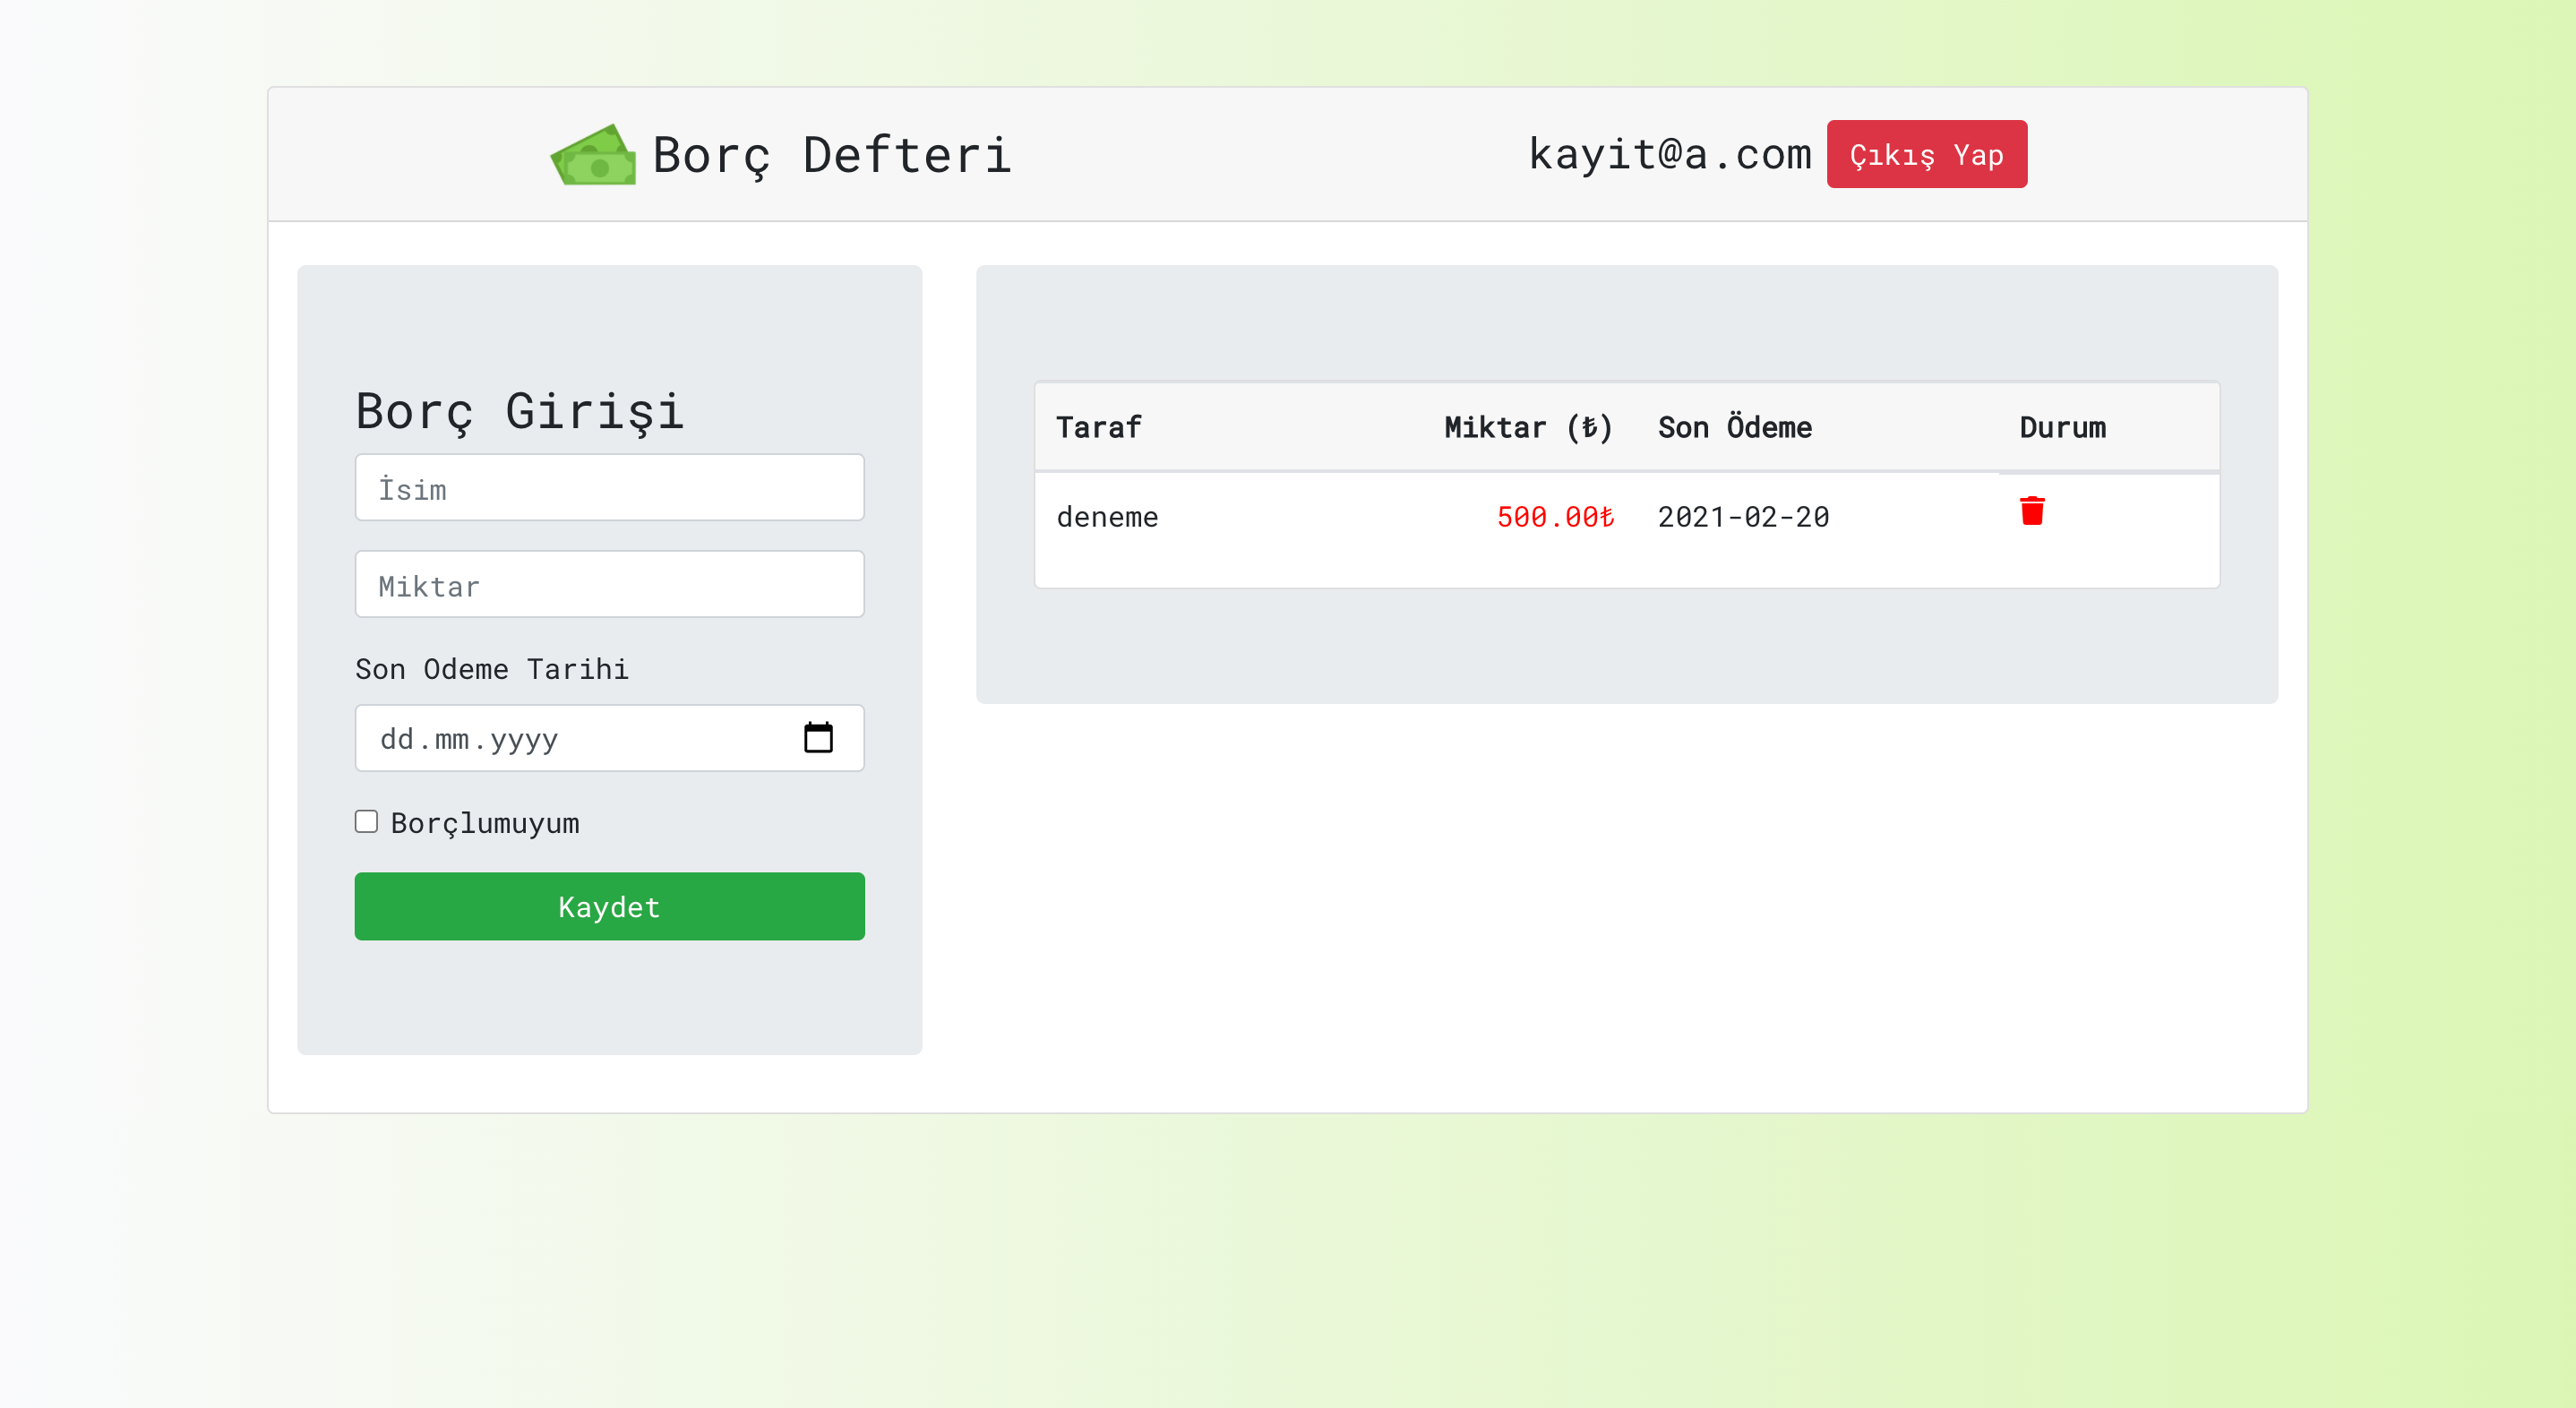 Borç Defteri
kayit@a.com Çıkış Yap
Borç Girişi
İsim
Miktar
Son Odeme Tarihi
dd.mm.yyyy
Borçlumuyum
Kaydet
Taraf Miktar (₺) Son Ödeme Durum
deneme 500.00₺ 2021-02-20